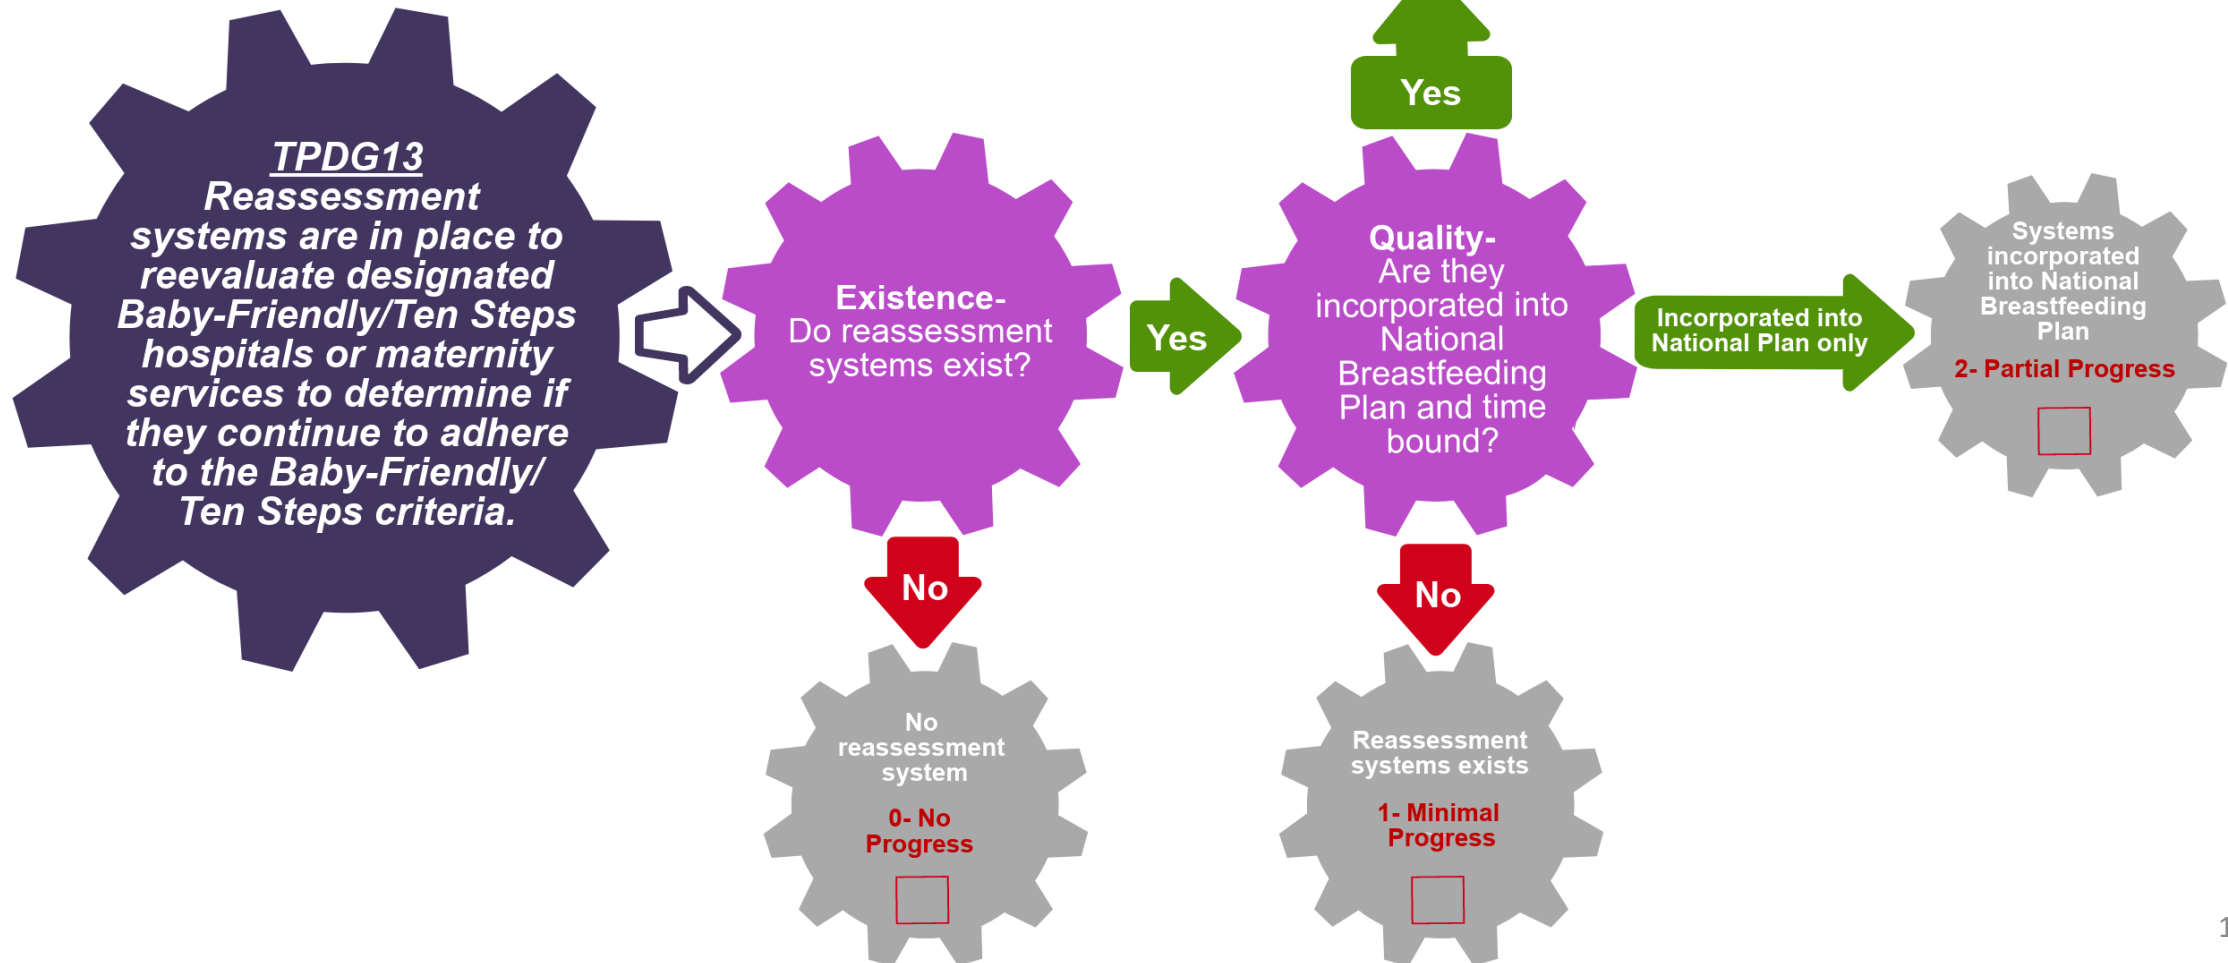 TPDG13
Reassessment
systems are in place to
reevaluate designated
Baby-Friendly/Ten Steps
hospitals or maternity
services to determine if
they continue to adhere
to the Baby-Friendly/
Ten Steps criteria.
Existence-
Do reassessment
systems exist?
Yes
No
No
reassessment
system
0- No
Progress
Yes
Quality-
Are they
incorporated into
National
Breastfeeding
Plan and time
bound?
No
Reassessment
systems exists
1- Minimal
Progress
Incorporated into
National Plan only
Systems
incorporated
into National
Breastfeeding
Plan
2- Partial Progress
1